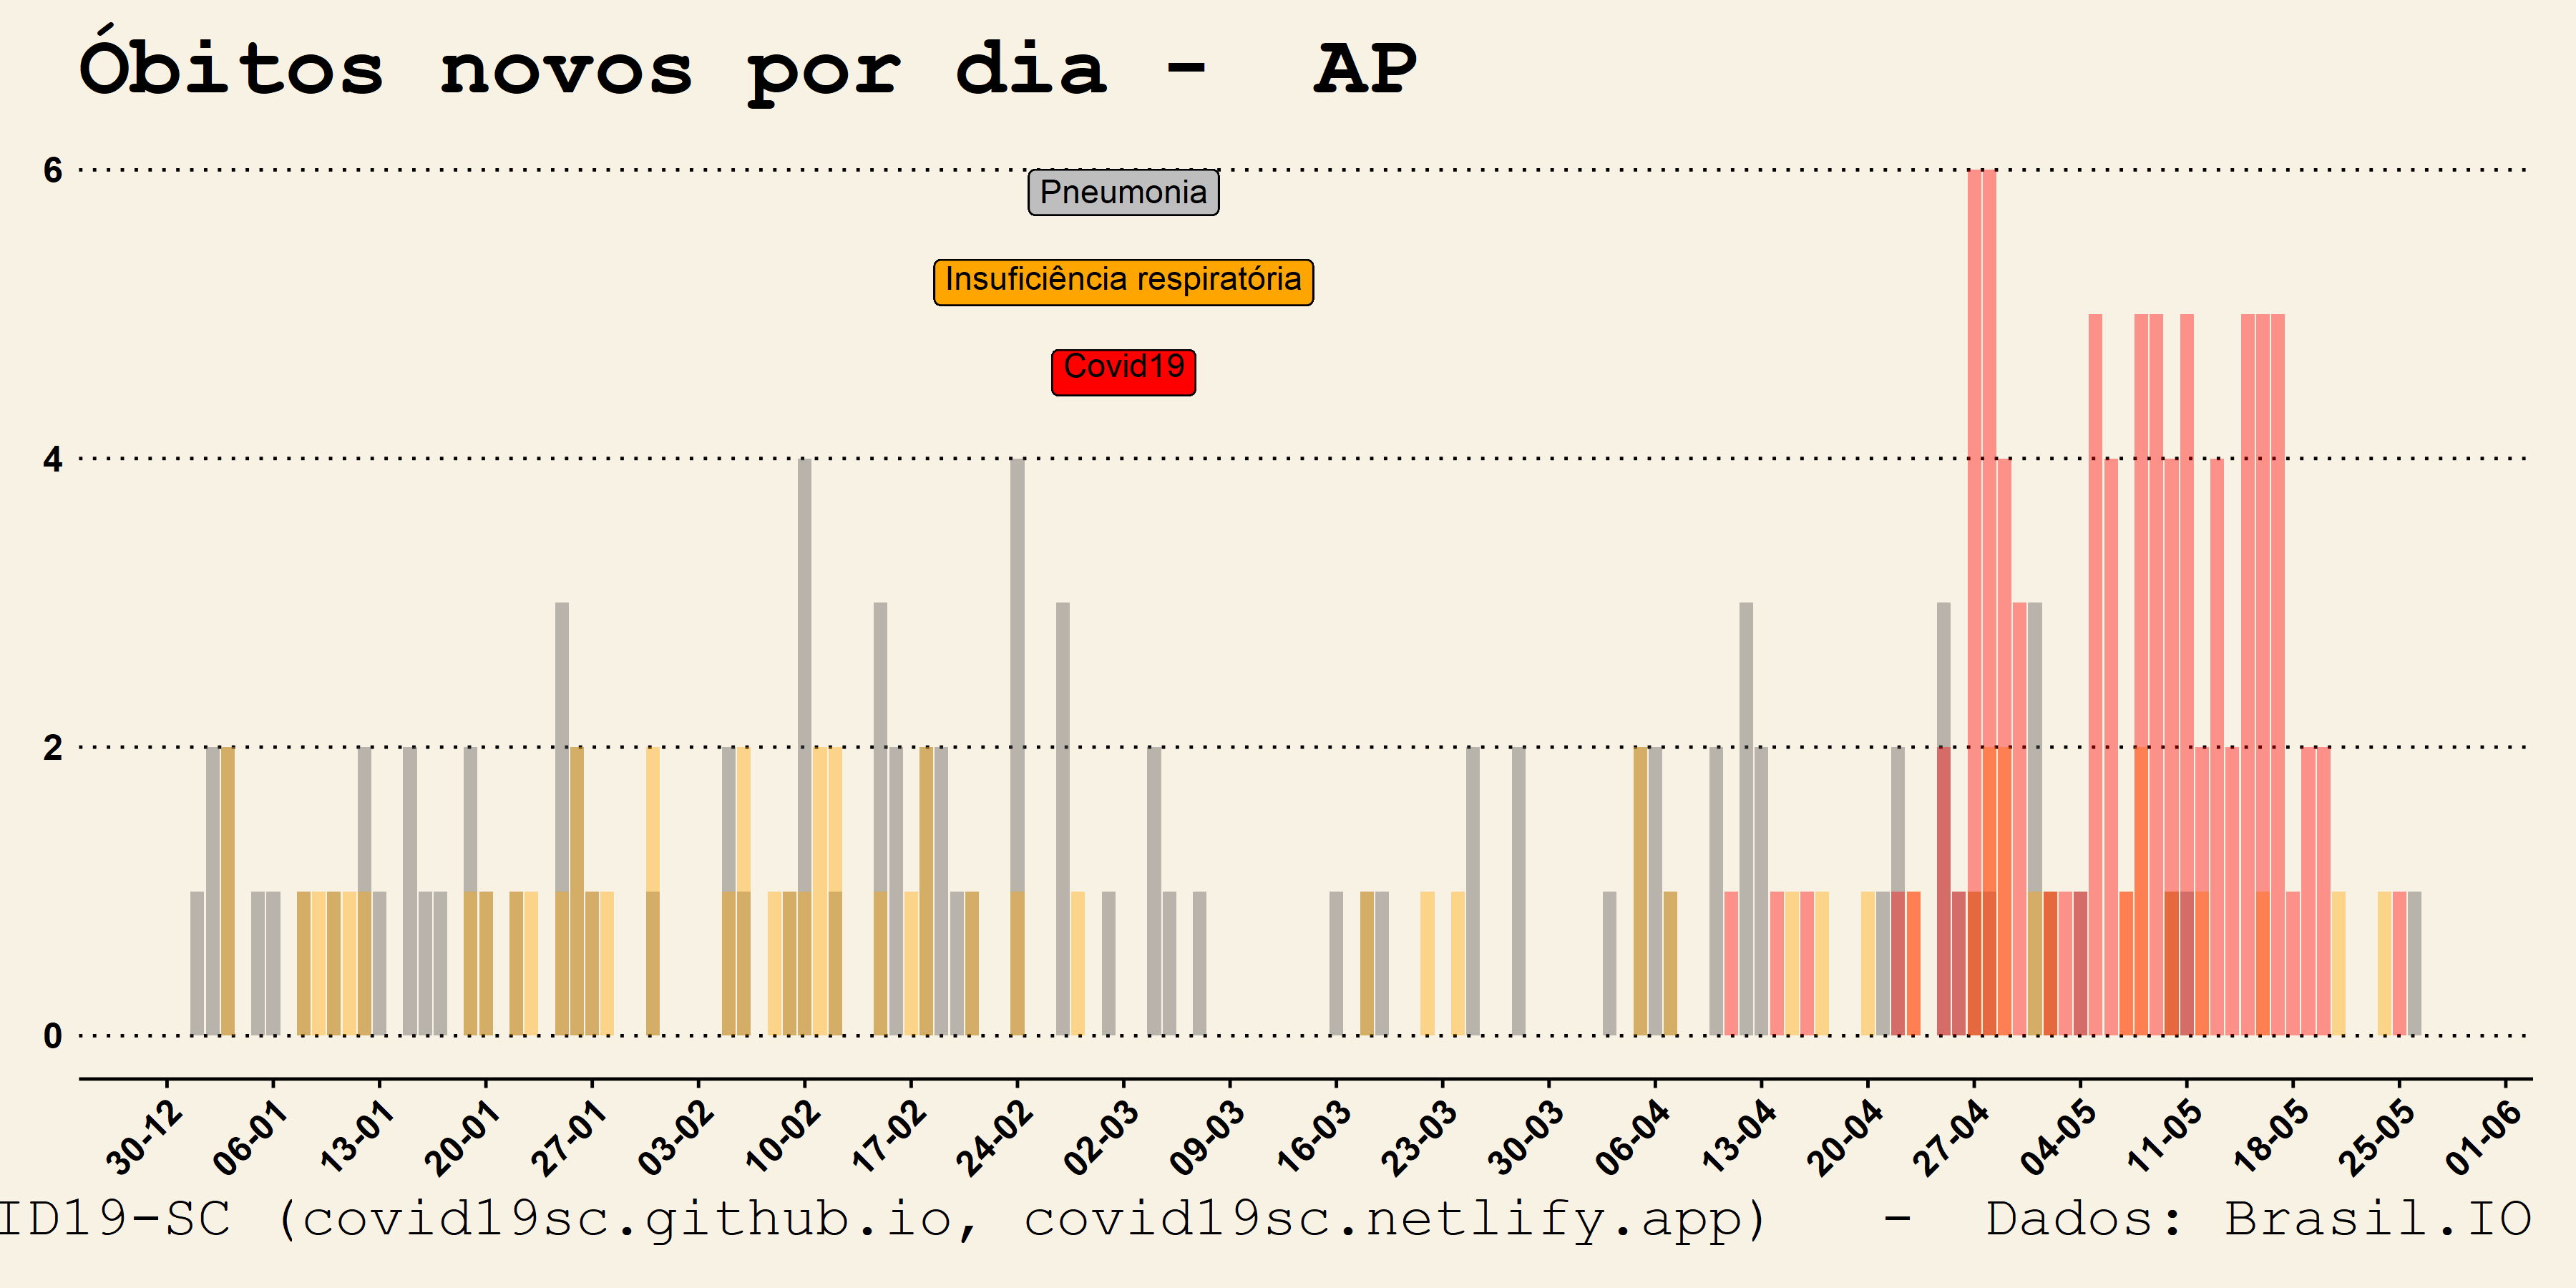 Óbitos novos por dia - AP
6
Pneumonia
Insuficiência respiratória
Covid19
4
2
0
30-12 06-01 13-01 20-01 27-01 03-02 10-02 17-02 24-02 02-03 09-03 16-03 23-03 30-03 06-04 13-04 20-04 27-04 04-05 11-05 18-05 25-05 01-06
ID19-SC (covid19sc.github.io, covid19sc.netlify.app) - Dados: Brasil.IO